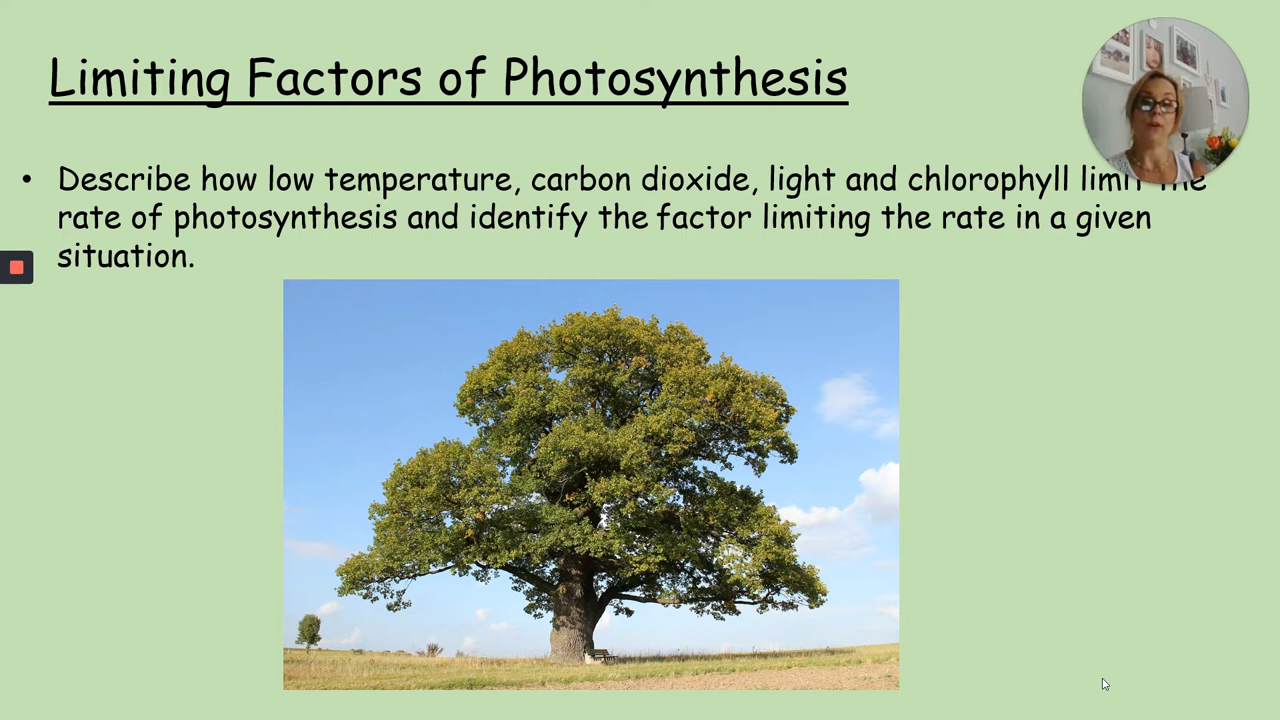 Limiting Factors of Photosynthesis
• Describe how low temperature, carbon dioxide, light and chlorophyll limit the
rate of photosynthesis and identify the factor limiting the rate in a given
situation.